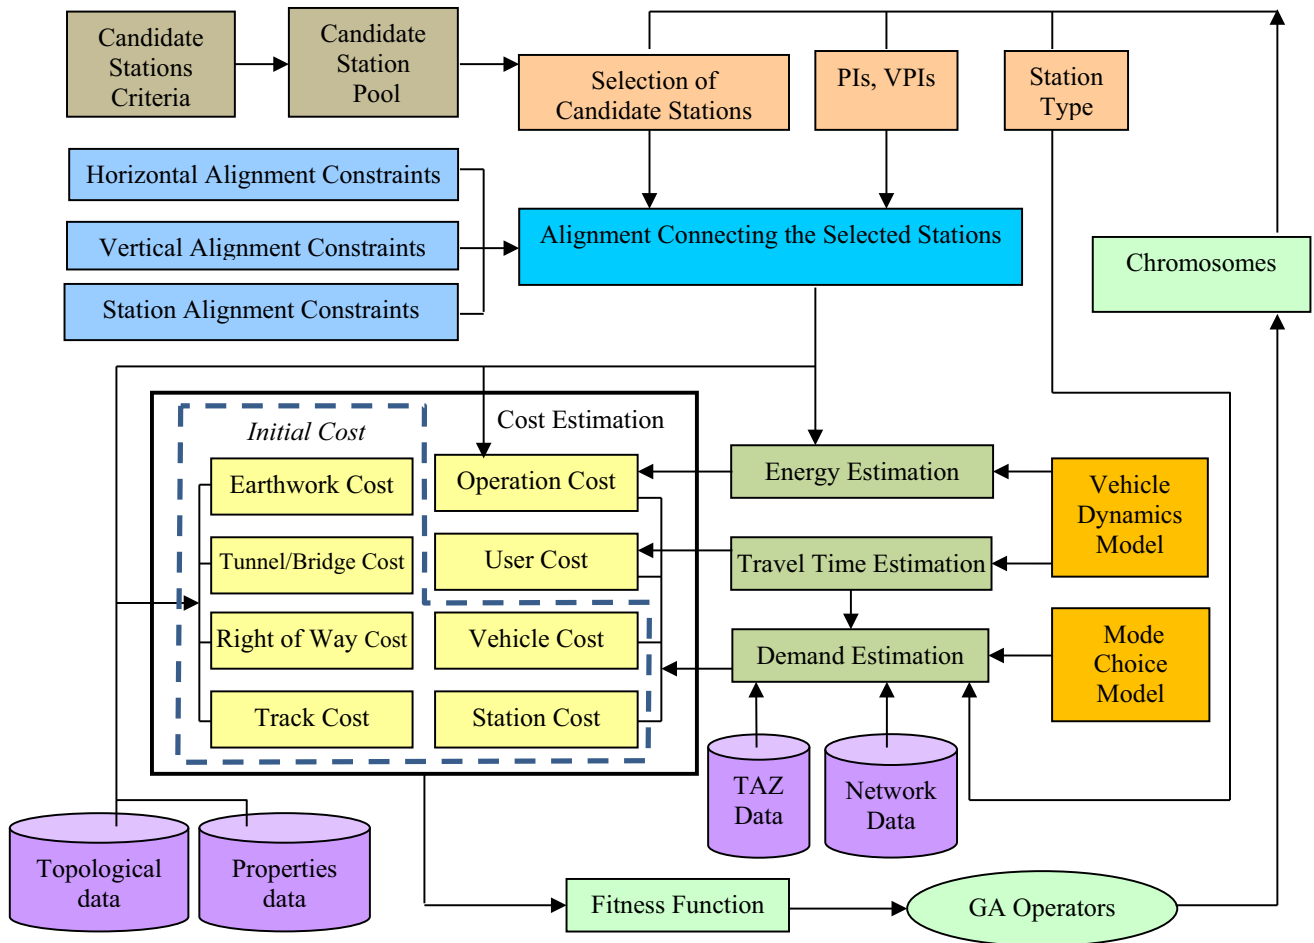 Candidate
Stations
Criteria
Candidate
Station
Pool
Selection of
Candidate Stations
PIs, VPIs
Station
Type
Horizontal Alignment Constraints
Vertical Alignment Constraints
Station Alignment Constraints
Alignment Connecting the Selected Stations
Chromosomes
Cost Estimation
Initial Cost
Earthwork Cost
Tunnel/Bridge Cost
Right of Way Cost
Track Cost
Operation Cost
User Cost
Vehicle Cost
Station Cost
Energy Estimation
Travel Time Estimation
Demand Estimation
Vehicle
Dynamics
Model
Mode
Choice
Model
TAZ
Data
Network
Data
Topological
data
Properties
data
Fitness Function
GA Operators